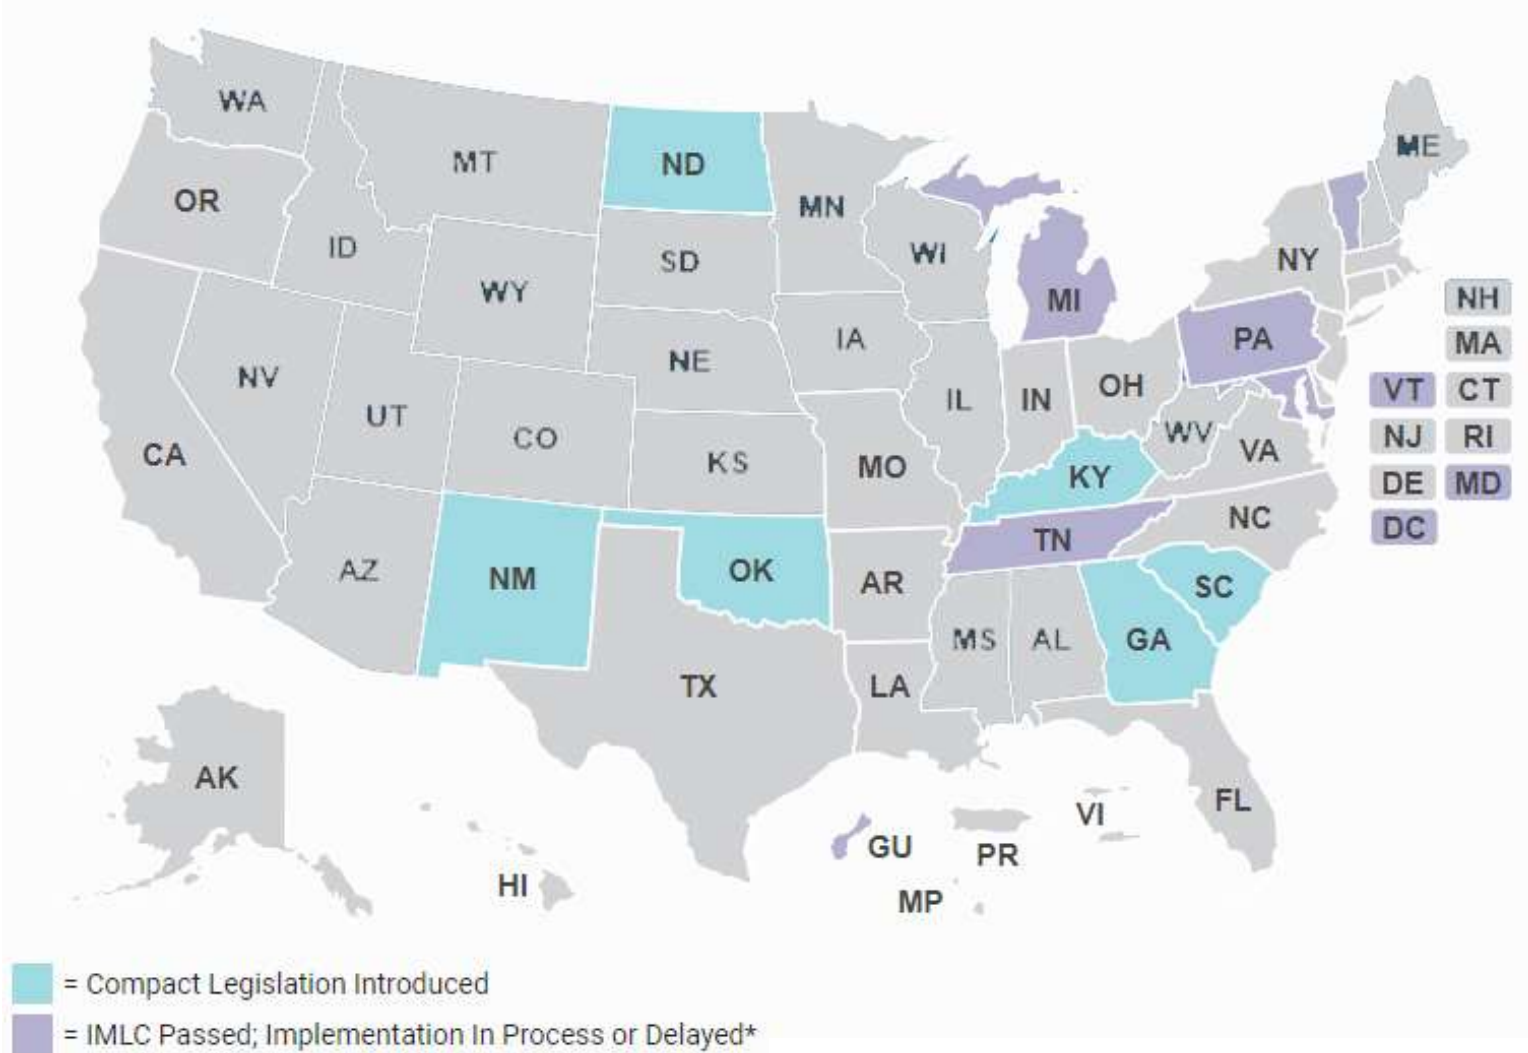 WA
ME
MT
ND
OR
MN
ID
SD
WI
NY
WY
MI
NH
IA
PA
MA
NE
NV
OH
VT
CT
UT
IL
IN
CO
WV
NJ
RI
CA
KS
MO
KY
VA
DE
MD
NC
DC
AZ
NM
OK
TN
AR
SC
MS
AL
GA
TX
LA
AK
FL
VI
GU
PR
HI
MP
= Compact Legislation Introduced
= IMLC Passed; Implementation In Process or Delayed*